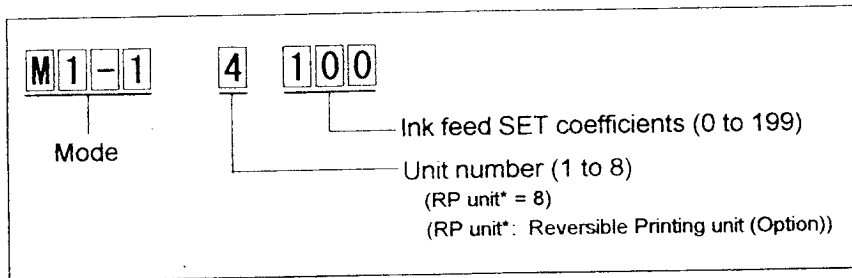 M1-1 4 100
Ink feed SET coefficients (0 to 199)
Mode
Unit number (1 to 8)
(RP unit* = 8)
(RP unit*: Reversible Printing unit (Option))